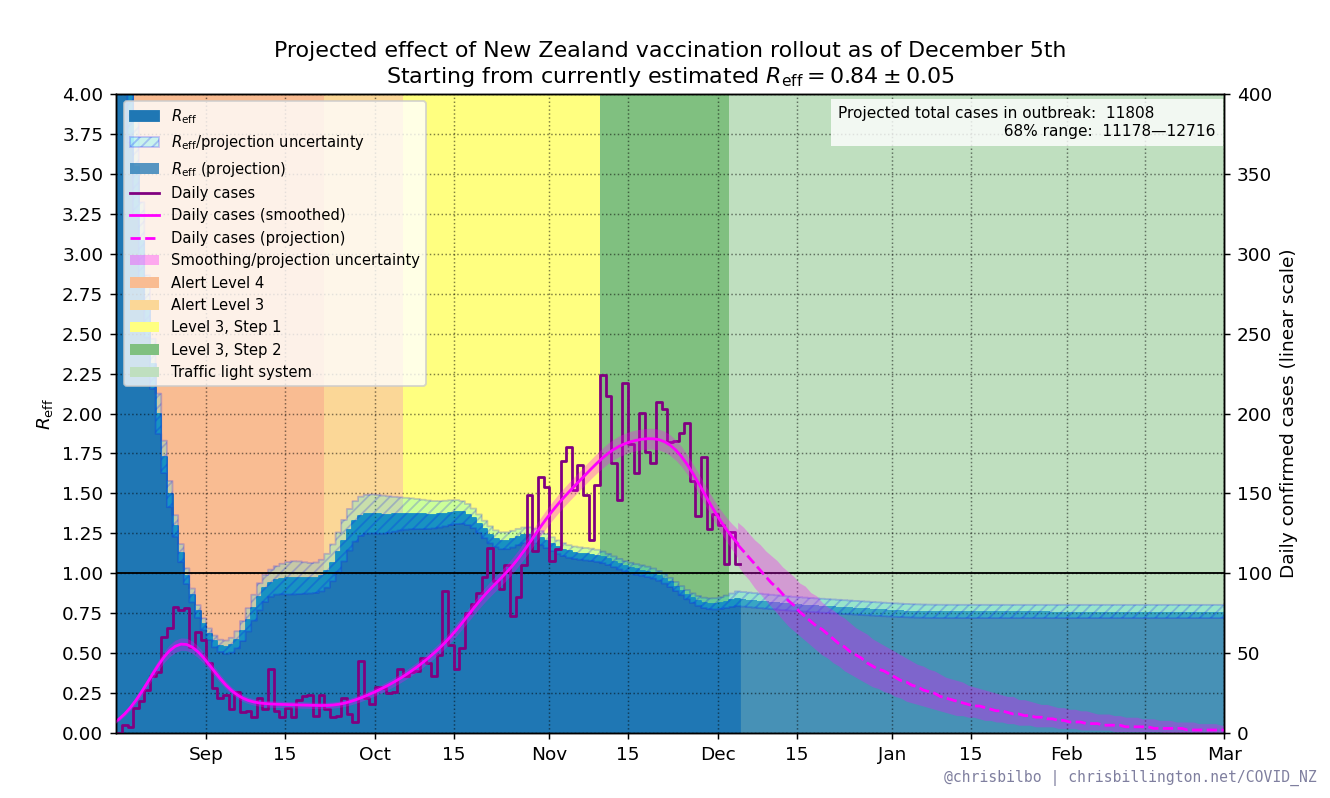 Projected effect of New Zealand vaccination rollout as of December 5th
Starting from currently estimated Reff = 0.84 ± 0.05
Projected total cases in outbreak: 11808
68% range: 11178—12716
Reff
Reff/projection uncertainty
Reff (projection)
Daily cases
Daily cases (smoothed)
Daily cases (projection)
Smoothing/projection uncertainty
Alert Level 4
Alert Level 3
Level 3, Step 1
Level 3, Step 2
Traffic light system
Reff
4.00
3.75
3.50
3.25
3.00
2.75
2.50
2.25
2.00
1.75
1.50
1.25
1.00
0.75
0.50
0.25
0.00
400
350
300
250
200
150
100
50
0
Daily confirmed cases (linear scale)
Sep 15 Oct 15 Nov 15 Dec 15 Jan 15 Feb 15 Mar
@chrisbilbo | chrisbillington.net/COVID_NZ